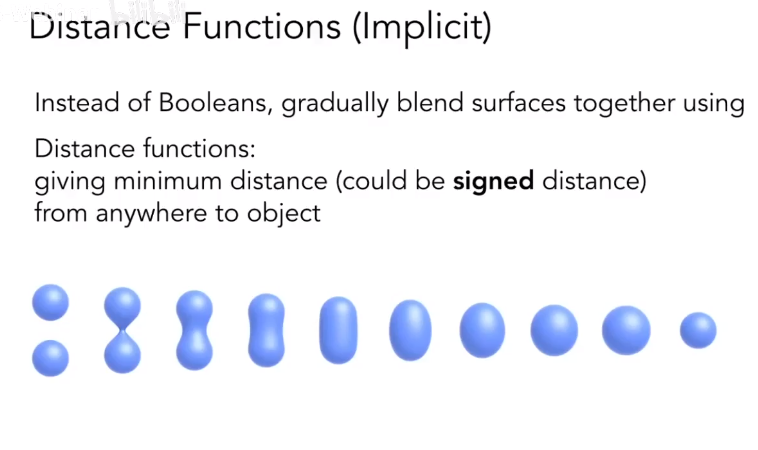 bilibili
Distance Functions (Implicit)
Instead of Booleans, gradually blend surfaces together using
Distance functions:
giving minimum distance (could be signed distance)
from anywhere to object